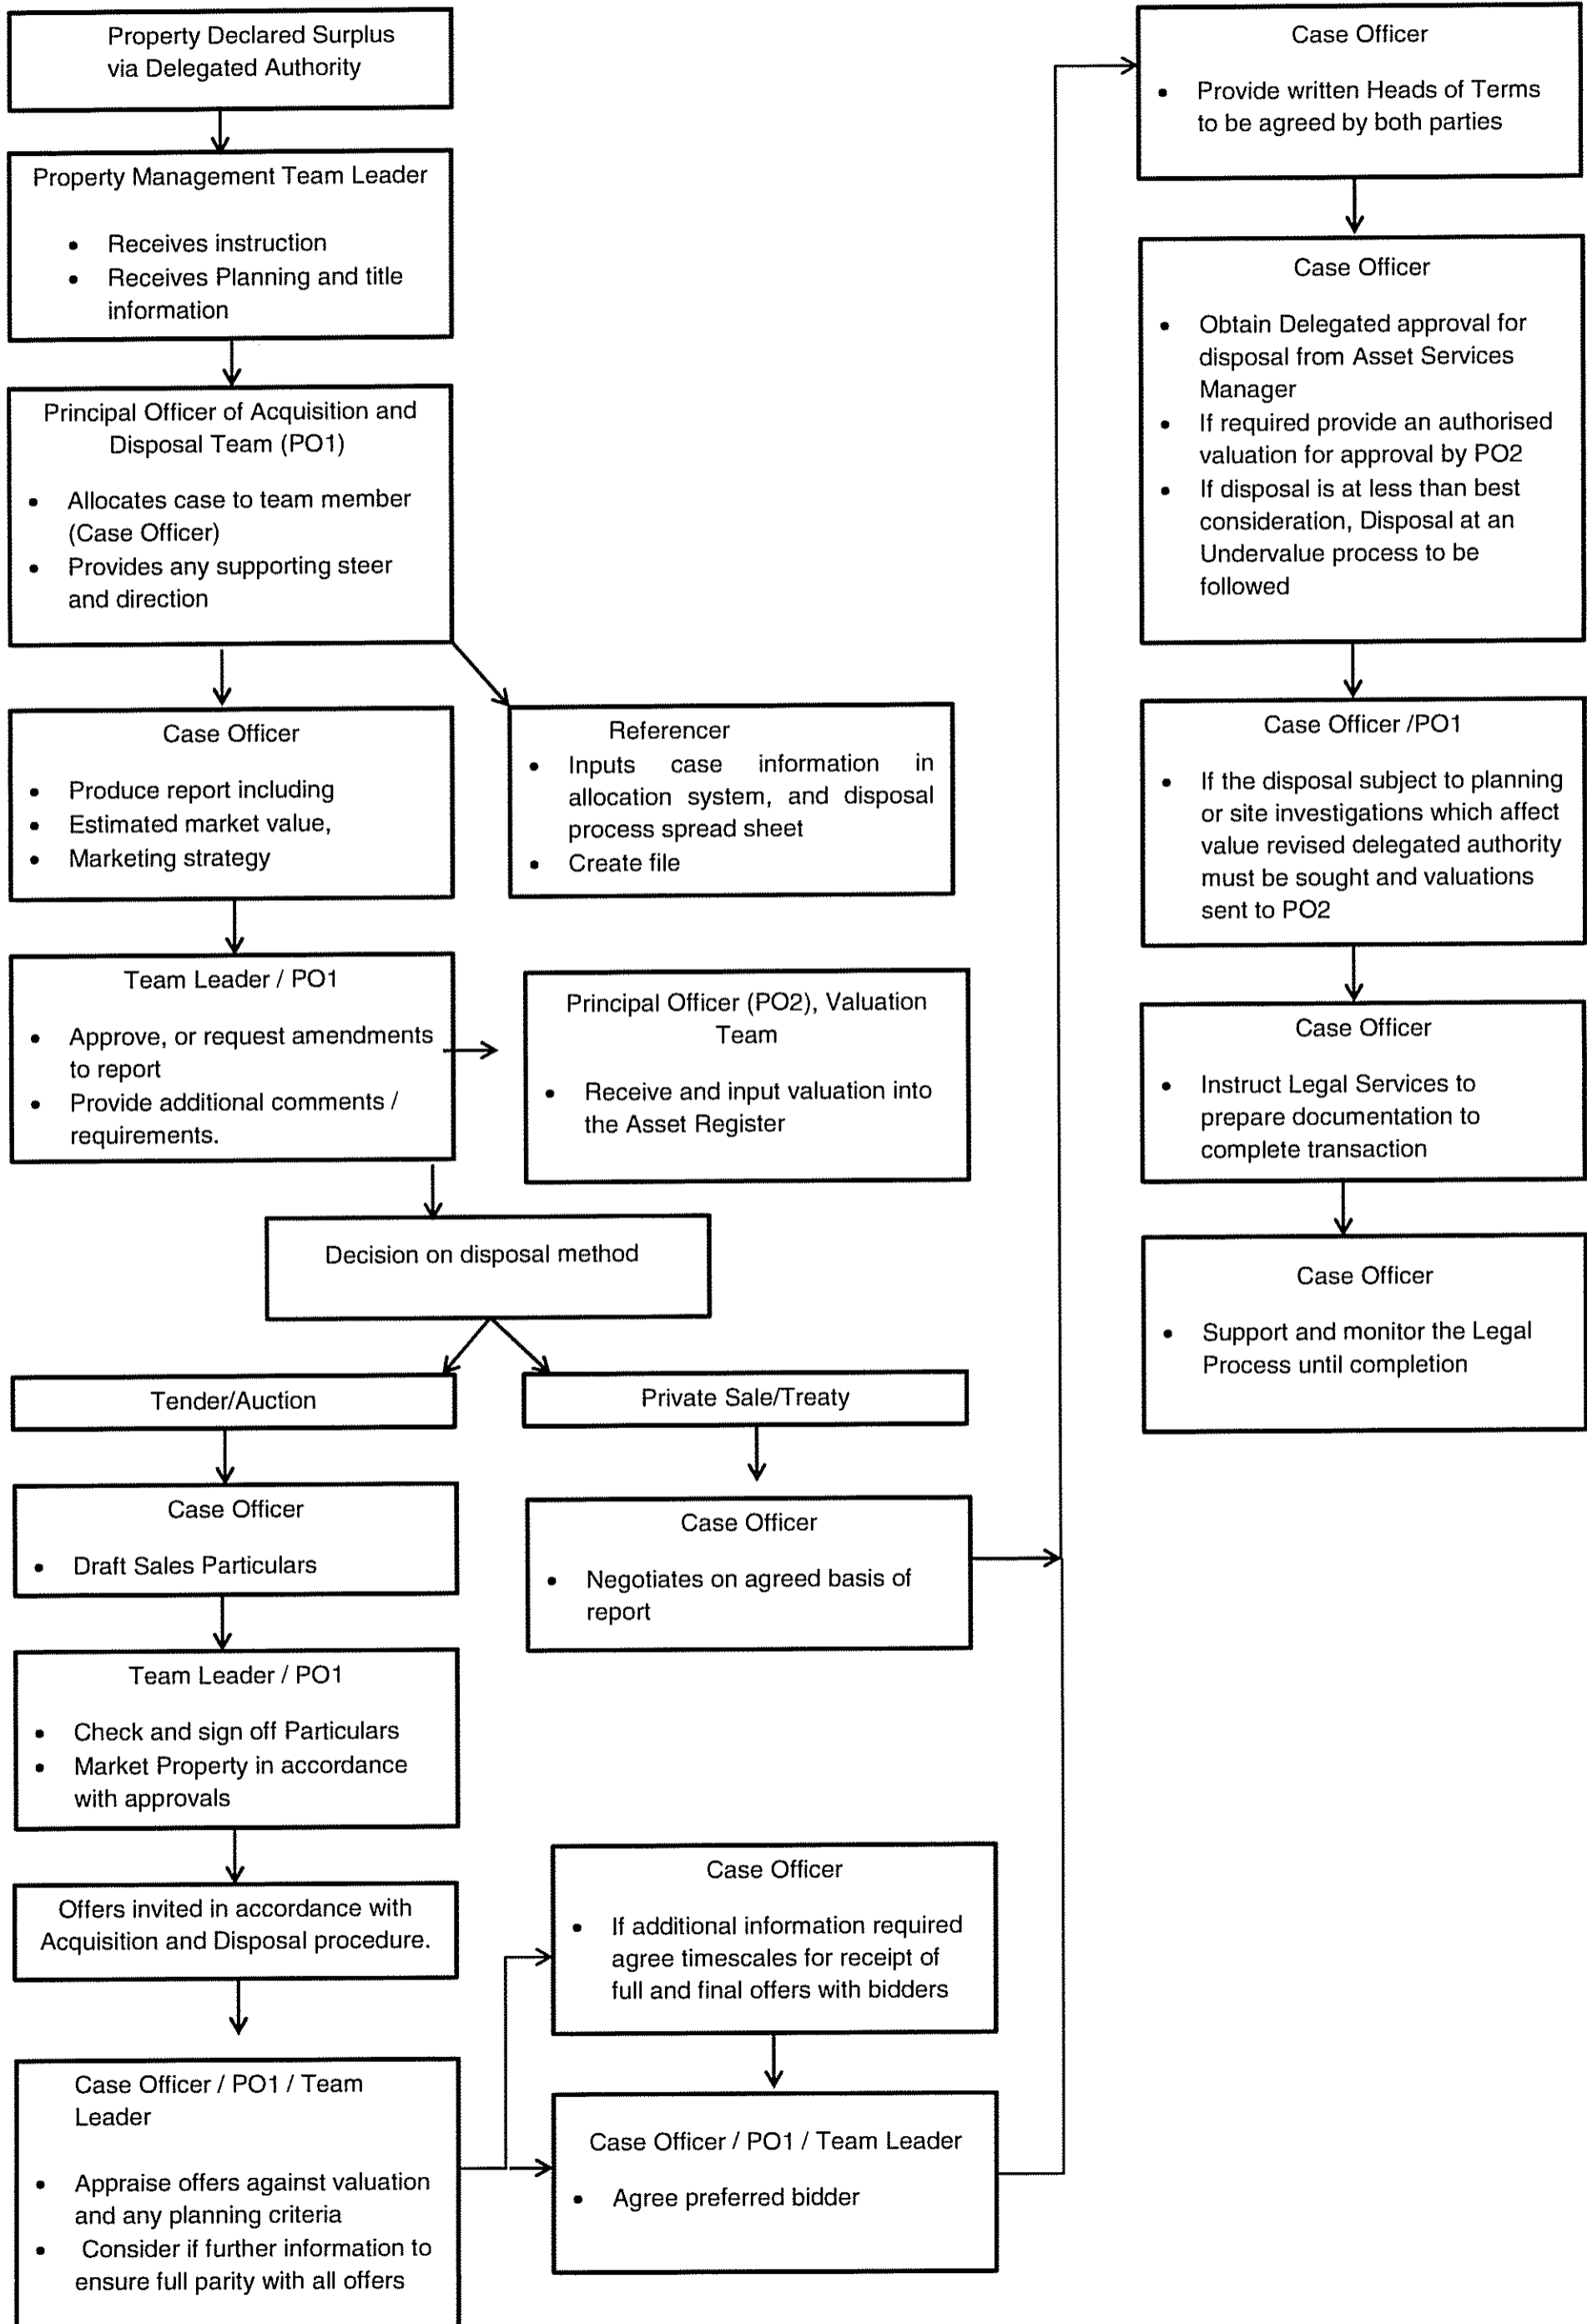 Property Declared Surplus
via Delegated Authority
Property Management Team Leader
• Receives instruction
• Receives Planning and title
information
Principal Officer of Acquisition and
Disposal Team (PO1)
• Allocates case to team member
(Case Officer)
• Provides any supporting steer
and direction
Case Officer
• Produce report including
• Estimated market value,
• Marketing strategy
Referencer
• Inputs case information in
allocation system, and disposal
process spread sheet
• Create file
Team Leader / PO1
• Approve, or request amendments
to report
• Provide additional comments /
requirements.
Principal Officer (PO2), Valuation
Team
• Receive and input valuation into
the Asset Register
Decision on disposal method
Tender/Auction
Private Sale/Treaty
Case Officer
• Draft Sales Particulars
Case Officer
• Negotiates on agreed basis of
report
Team Leader / PO1
• Check and sign off Particulars
• Market Property in accordance
with approvals
Offers invited in accordance with
Acquisition and Disposal procedure.
Case Officer / PO1 / Team
Leader
• Appraise offers against valuation
and any planning criteria
• Consider if further information to
ensure full parity with all offers
Case Officer
• If additional information required
agree timescales for receipt of
full and final offers with bidders
Case Officer / PO1 / Team Leader
• Agree preferred bidder
Case Officer
• Provide written Heads of Terms
to be agreed by both parties
Case Officer
• Obtain Delegated approval for
disposal from Asset Services
Manager
• If required provide an authorised
valuation for approval by PO2
• If disposal is at less than best
consideration, Disposal at an
Undervalue process to be
followed
Case Officer /PO1
• If the disposal subject to planning
or site investigations which affect
value revised delegated authority
must be sought and valuations
sent to PO2
Case Officer
• Instruct Legal Services to
prepare documentation to
complete transaction
Case Officer
• Support and monitor the Legal
Process until completion